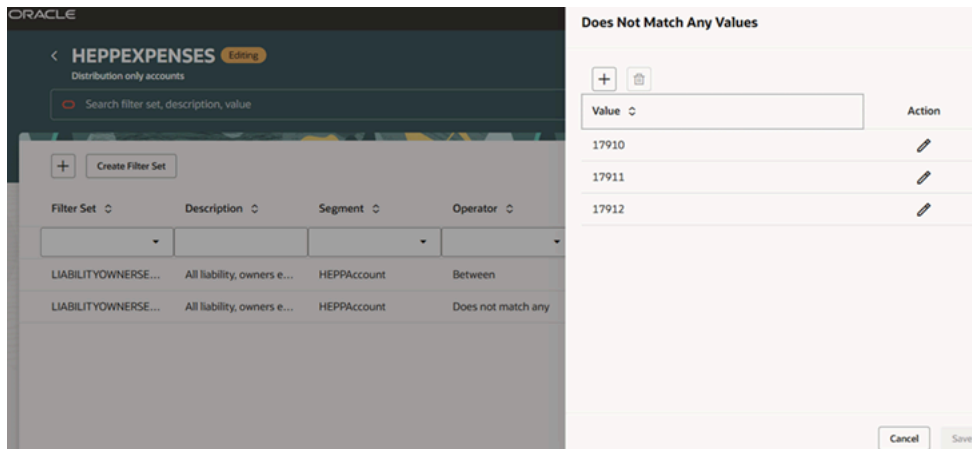 ORACLE
HEPPEXPENSES Editing
Distribution only accounts
Search filter set, description, value
Create Filter Set
Filter Set Description Segment Operator
LIABILITYOWNERSE... All liability, owners e... HEPPAccount Between
LIABILITYOWNERSE... All liability, owners e... HEPPAccount Does not match any
Does Not Match Any Values
Value Action
17910
17911
17912
Cancel Save